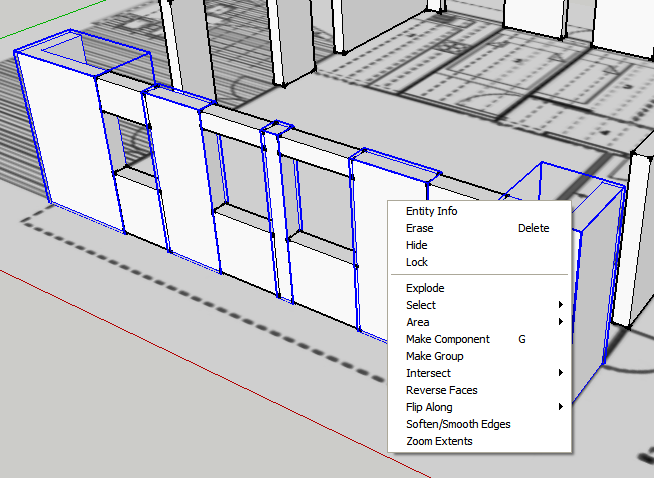 Entity Info
Erase Delete
Hide
Lock
Explode
Select
Area
Make Component G
Make Group
Intersect
Reverse Faces
Flip Along
Soften/Smooth Edges
Zoom Extents